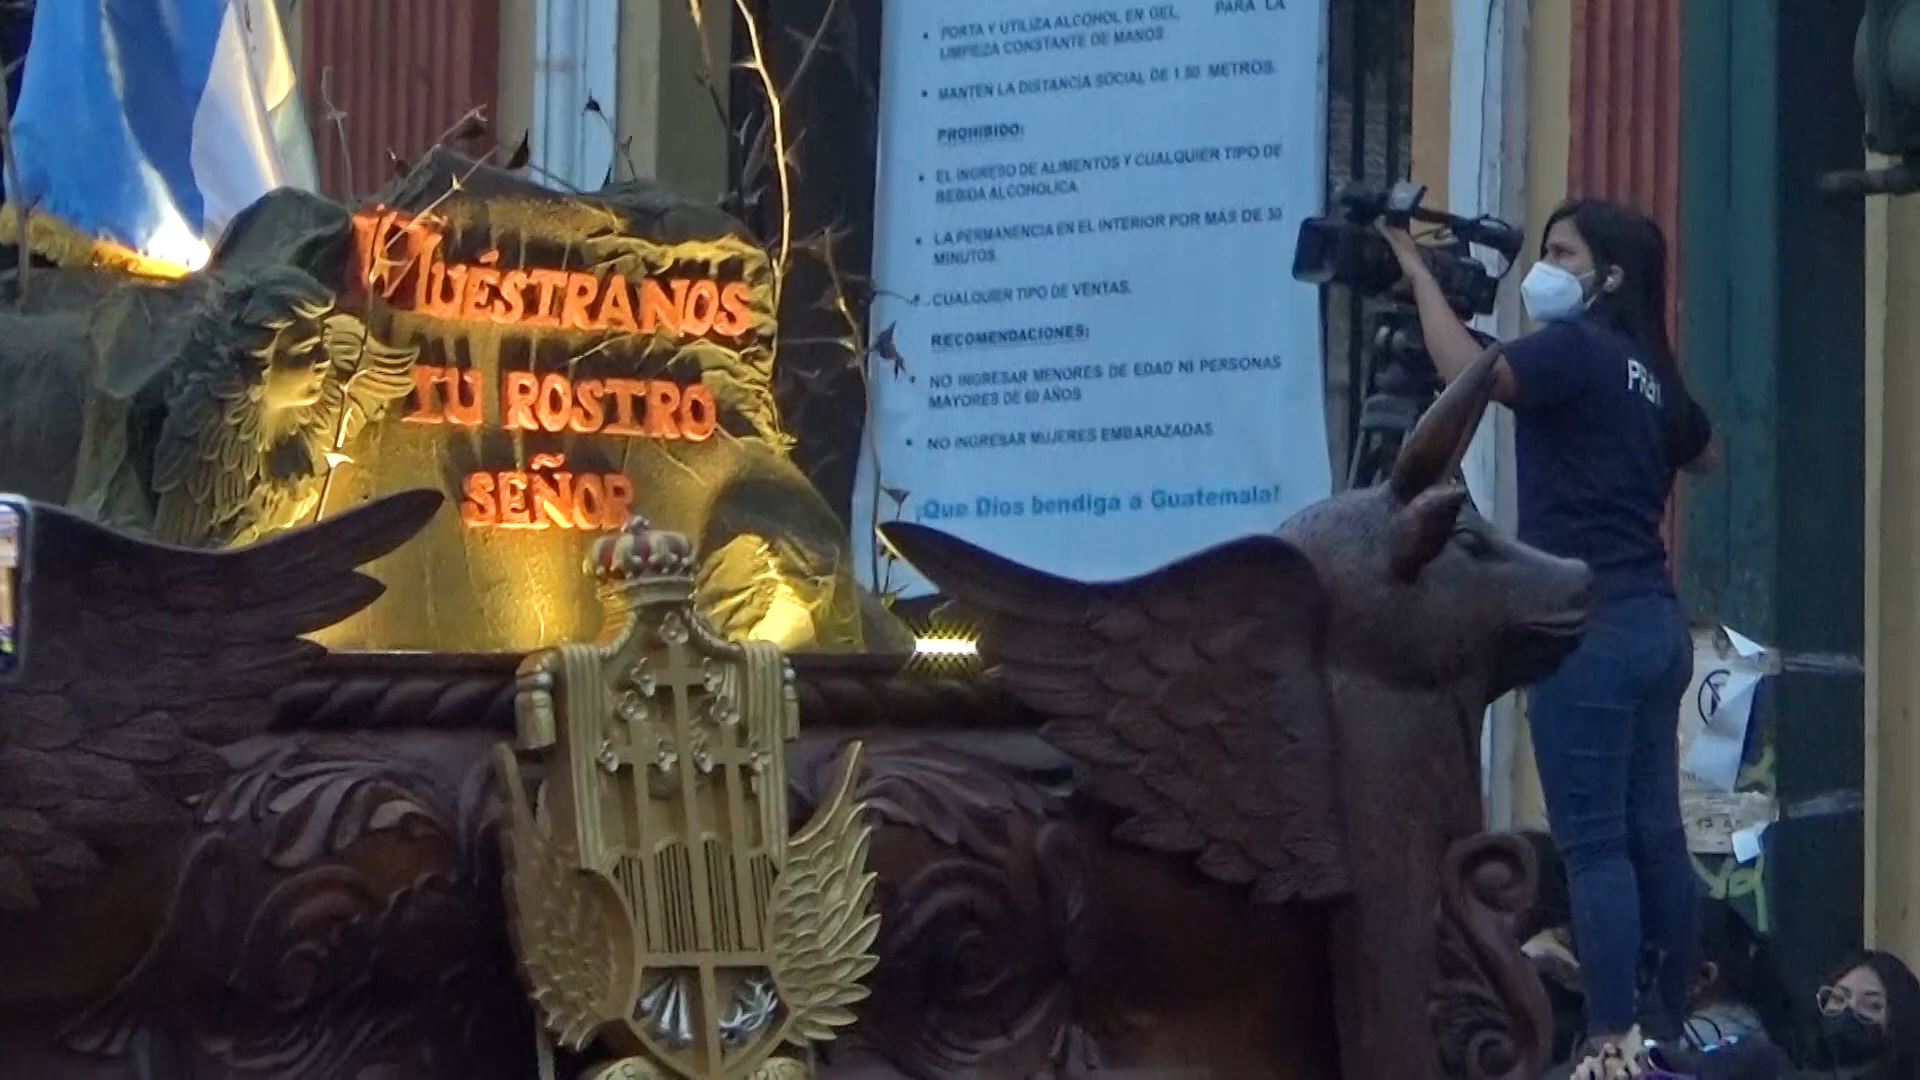 MUÉSTRANOS
TU ROSTRO
SEÑOR
PORTA Y UTILIZA ALCOHOL EN GEL, PARA LA
LIMPIEZA CONSTANTE DE MANOS.
MANTEN LA DISTANCIA SOCIAL DE 1.50 METROS.
PROHIBIDO:
EL INGRESO DE ALIMENTOS Y CUALQUIER TIPO DE
BEBIDA ALCOHOLICA
LA PERMANENCIA EN EL INTERIOR POR MÁS DE 30
MINUTOS.
CUALQUIER TIPO DE VENTAS.
RECOMENDACIONES:
NO INGRESAR MENORES DE EDAD NI PERSONAS
MAYORES DE 60 AÑOS
NO INGRESAR MUJERES EMBARAZADAS
¡Que Dios bendiga a Guatemala!